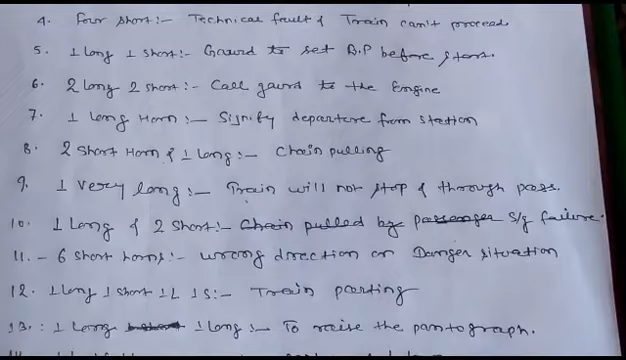 4. Four short:- Technical fault & Train can't proceed.
5. 1 Long 1 Short:- Gaurd to set B.P before start.
6. 2 long 2 short:- Call gaurd to the Engine
7. 1 Long Horn:- Signify departure from station
8. 2 Short Horn & 1 Long:- Chain pulling
9. 1 Very long:- Train will not stop & through pass.
10. 1 Long & 2 Short:- Chain pulled by passenger S/g failure.
11. - 6 short horns:- wrong direction or Danger situation
12. 1 Long 1 short 1L 1S:- Train parting
13. : 1 Long 1 Long:- To raise the pantograph.